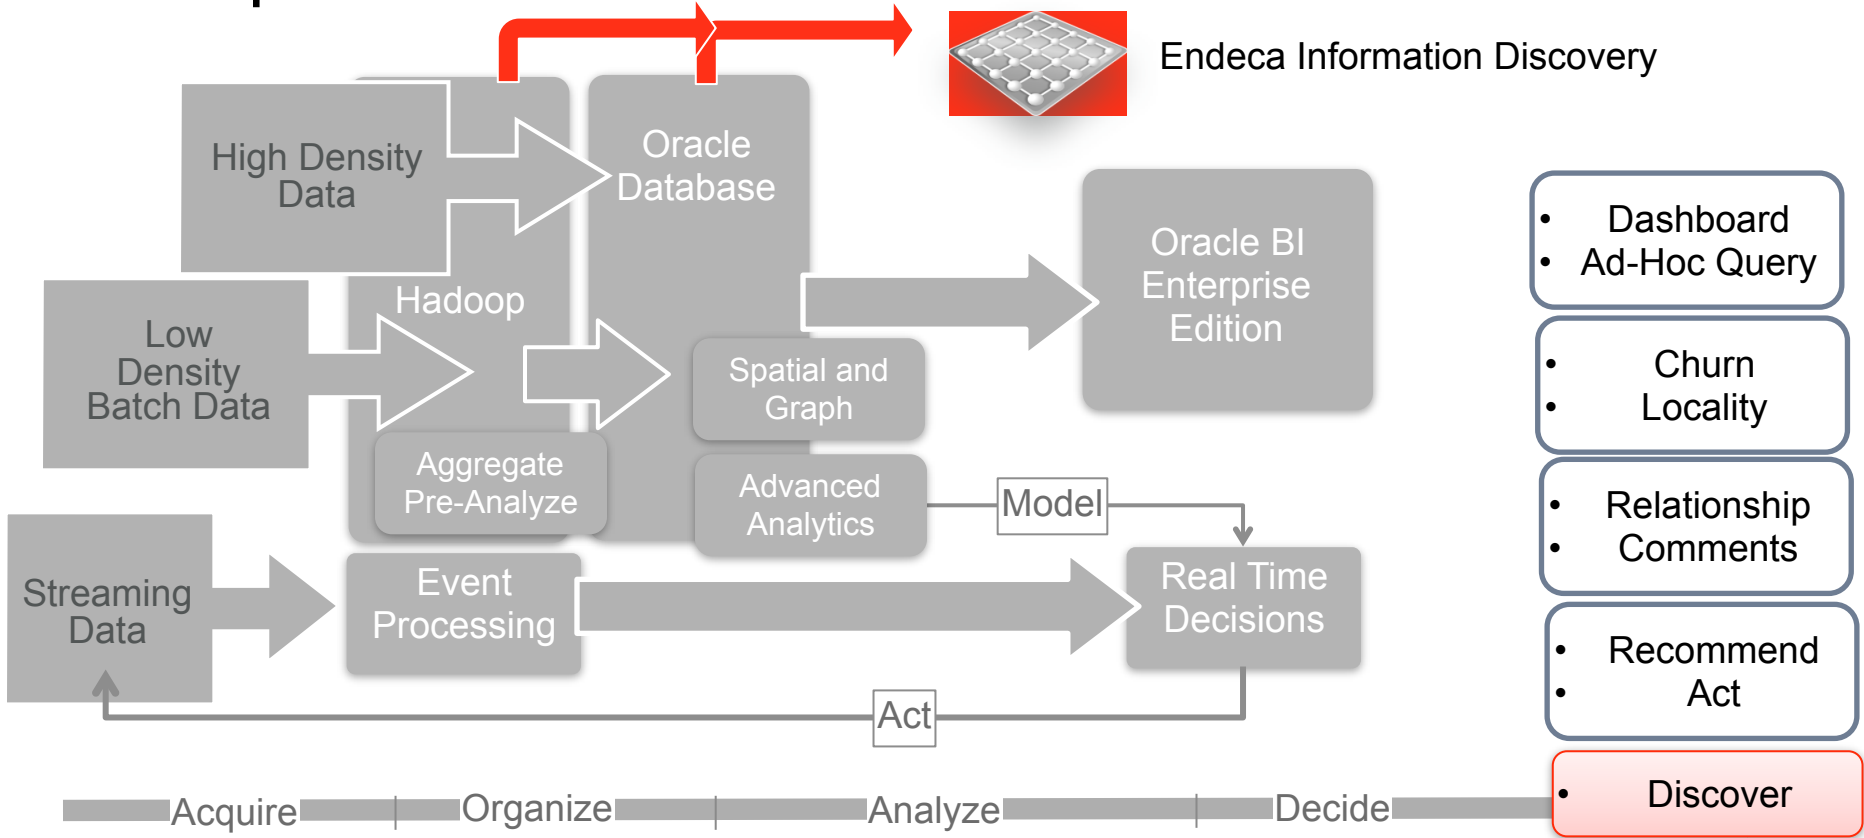 Endeca Information Discovery
High Density
Data
Oracle
Database
Hadoop
Low
Density
Batch Data
Oracle BI
Enterprise
Edition
Spatial and
Graph
Aggregate
Pre-Analyze
Advanced
Analytics
Model
Streaming
Data
Event
Processing
Real Time
Decisions
Act
• Dashboard
• Ad-Hoc Query
• Churn
• Locality
• Relationship
• Comments
• Recommend
• Act
• Discover
Acquire
Organize
Analyze
Decide